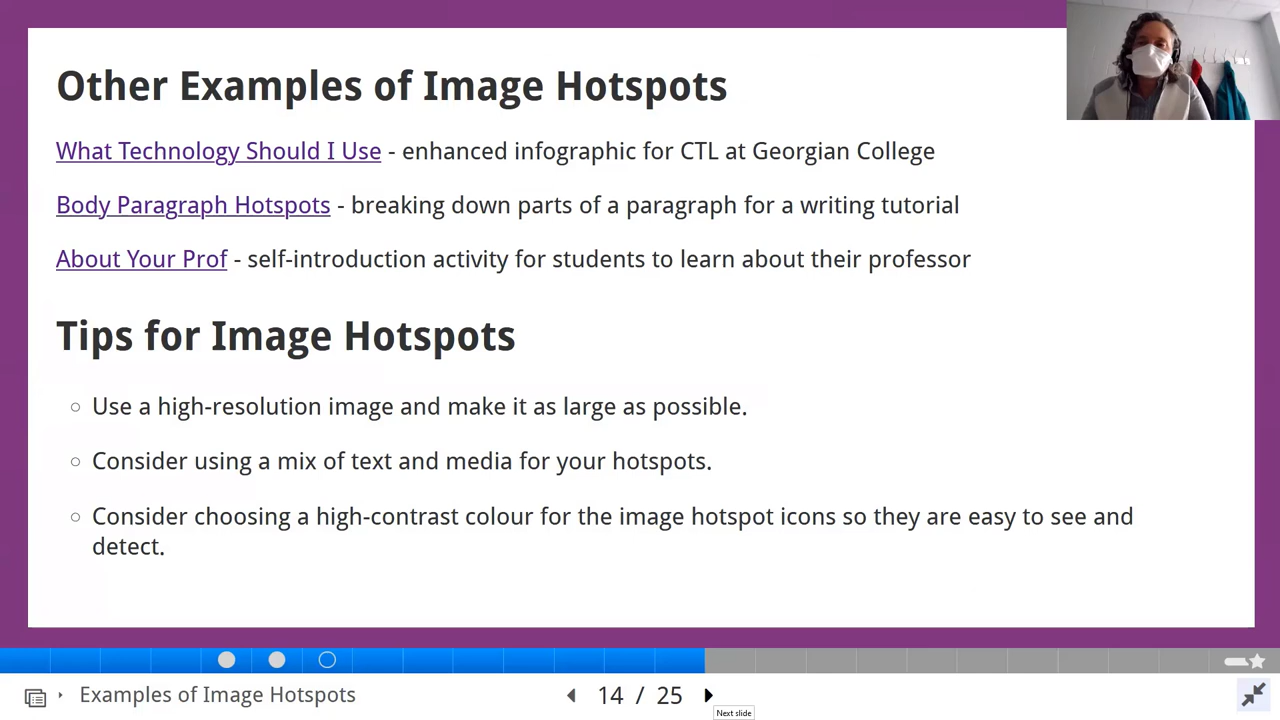 Other Examples of Image Hotspots
What Technology Should I Use - enhanced infographic for CTL at Georgian College
Body Paragraph Hotspots - breaking down parts of a paragraph for a writing tutorial
About Your Prof - self-introduction activity for students to learn about their professor
Tips for Image Hotspots
Use a high-resolution image and make it as large as possible.
Consider using a mix of text and media for your hotspots.
Consider choosing a high-contrast colour for the image hotspot icons so they are easy to see and
detect.
Examples of Image Hotspots
14 / 25
Next slide